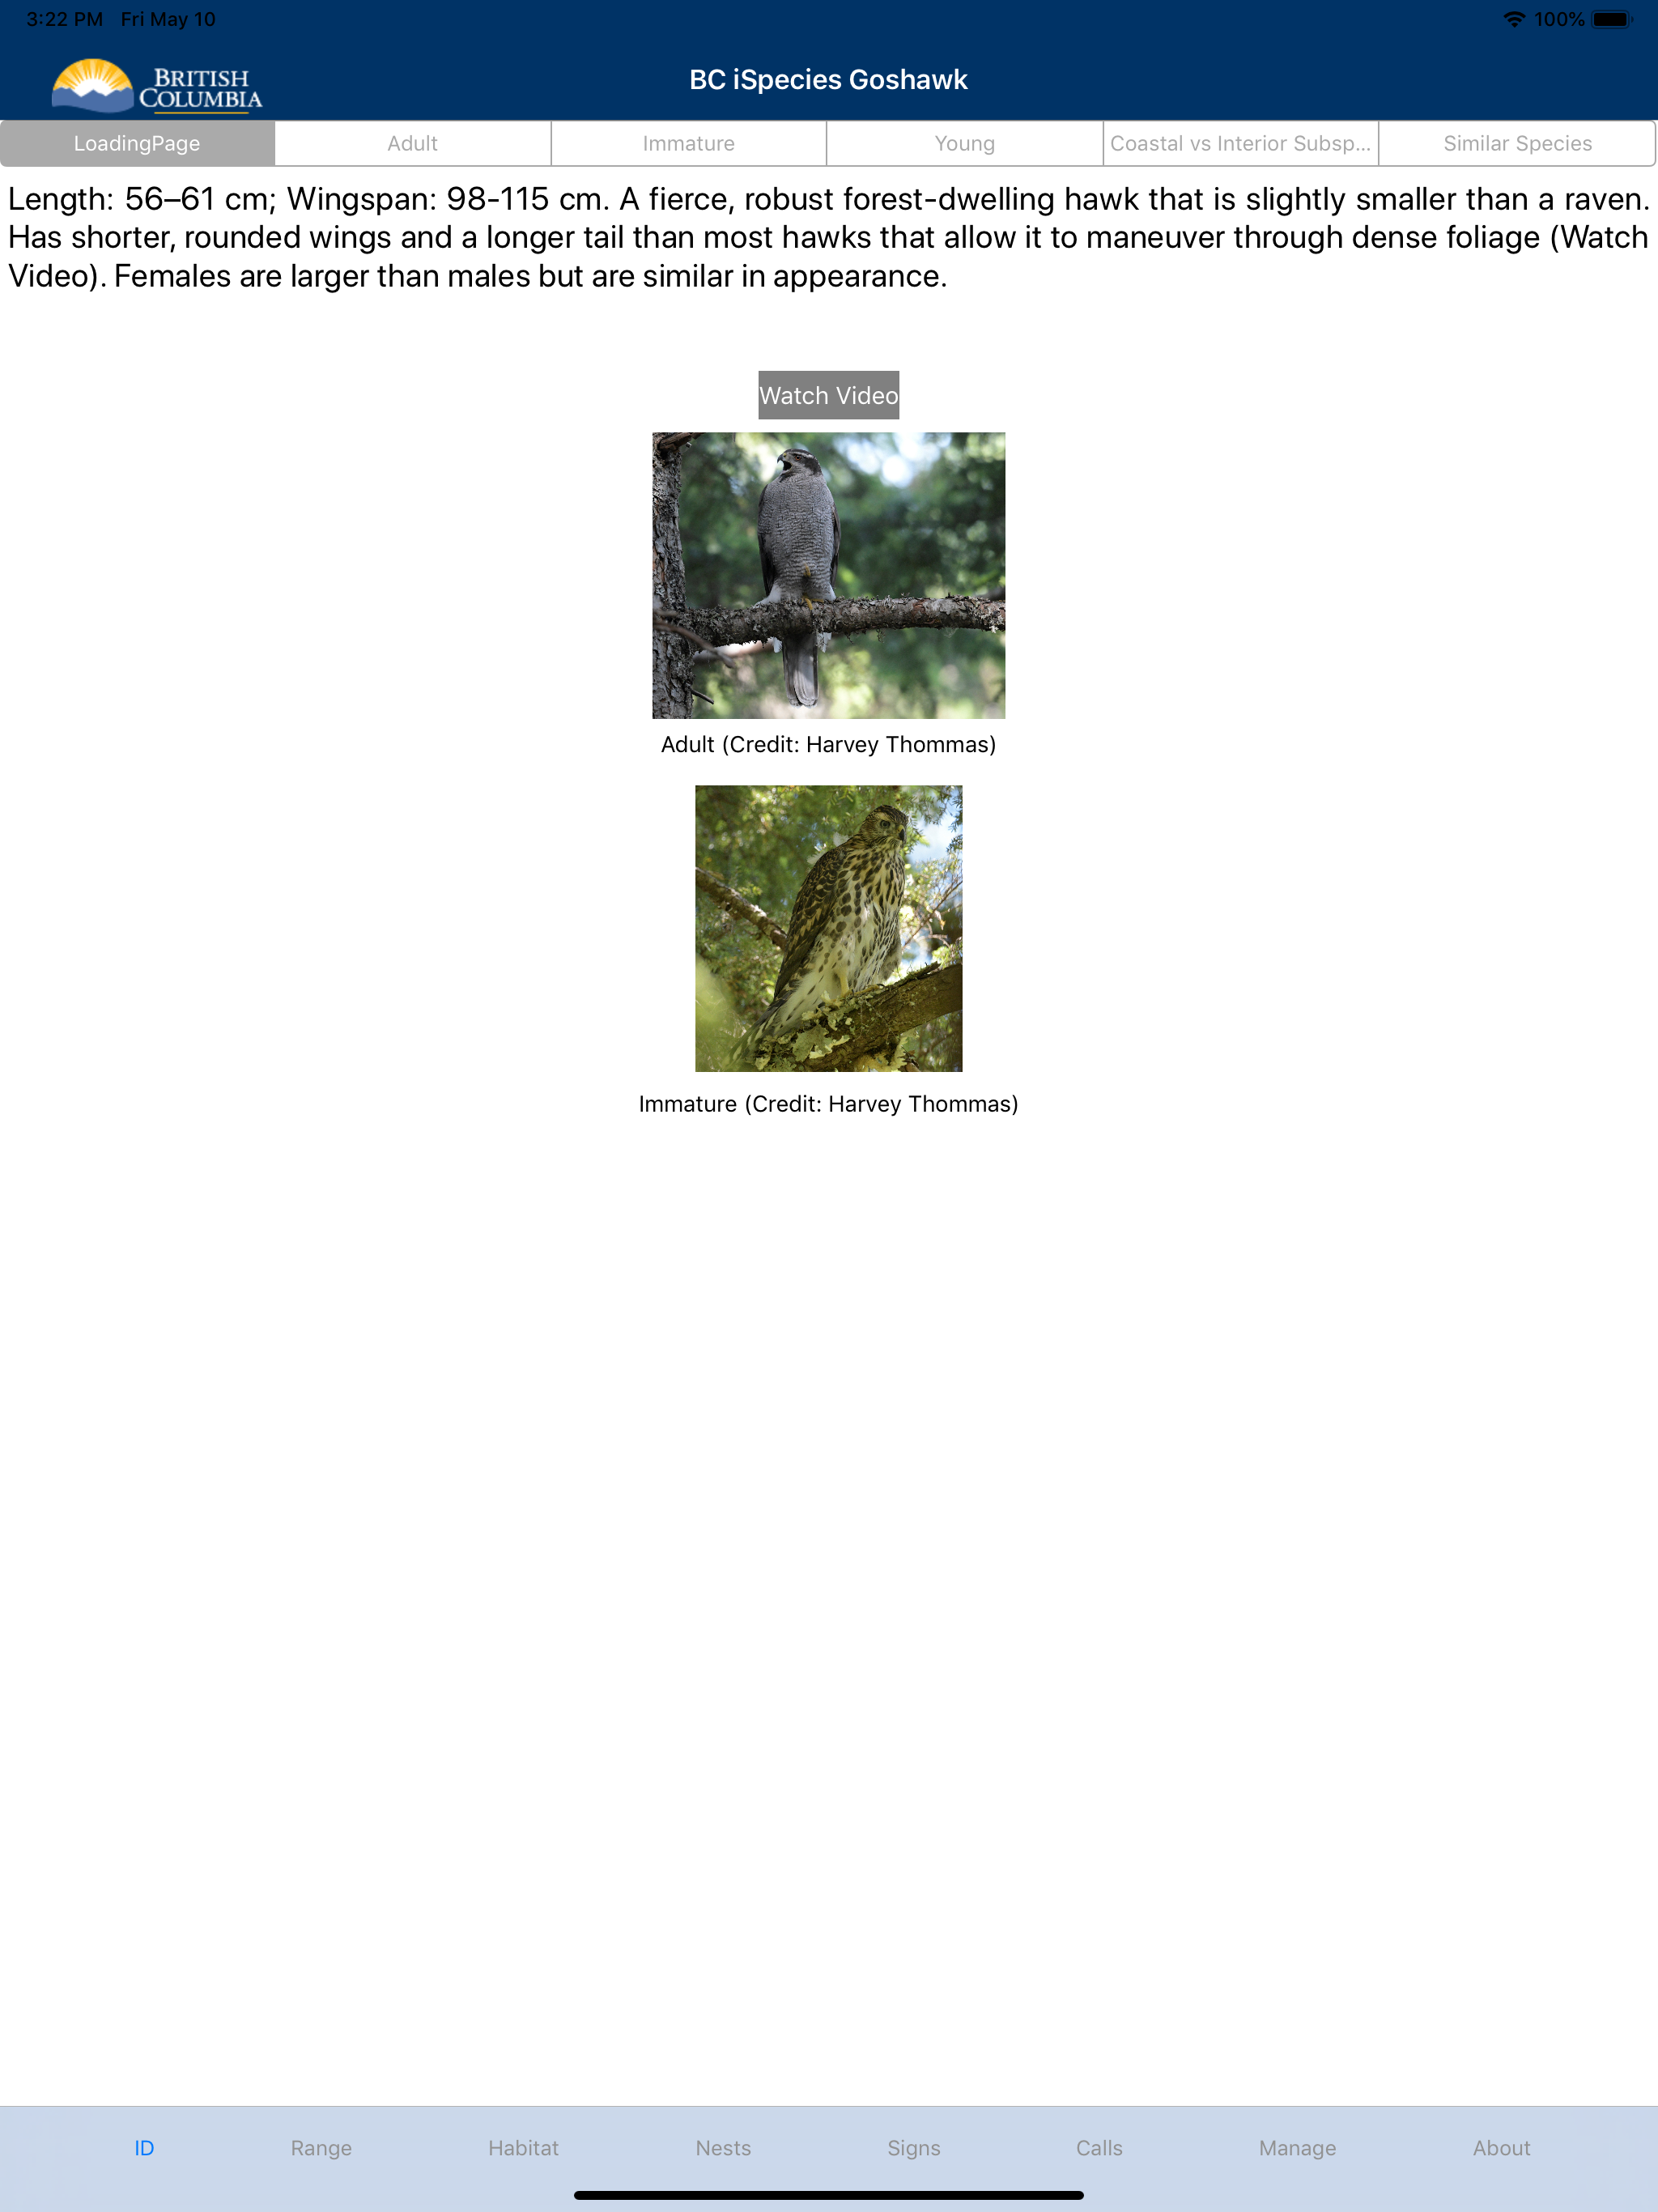 3:22 PM Fri May 10
100%
BRITISH
COLUMBIA
BC iSpecies Goshawk
LoadingPage
Adult
Immature
Young
Coastal vs Interior Subsp...
Similar Species
Length: 56–61 cm; Wingspan: 98-115 cm. A fierce, robust forest-dwelling hawk that is slightly smaller than a raven.
Has shorter, rounded wings and a longer tail than most hawks that allow it to maneuver through dense foliage (Watch
Video). Females are larger than males but are similar in appearance.
Watch Video
Adult (Credit: Harvey Thommas)
Immature (Credit: Harvey Thommas)
ID
Range
Habitat
Nests
Signs
Calls
Manage
About